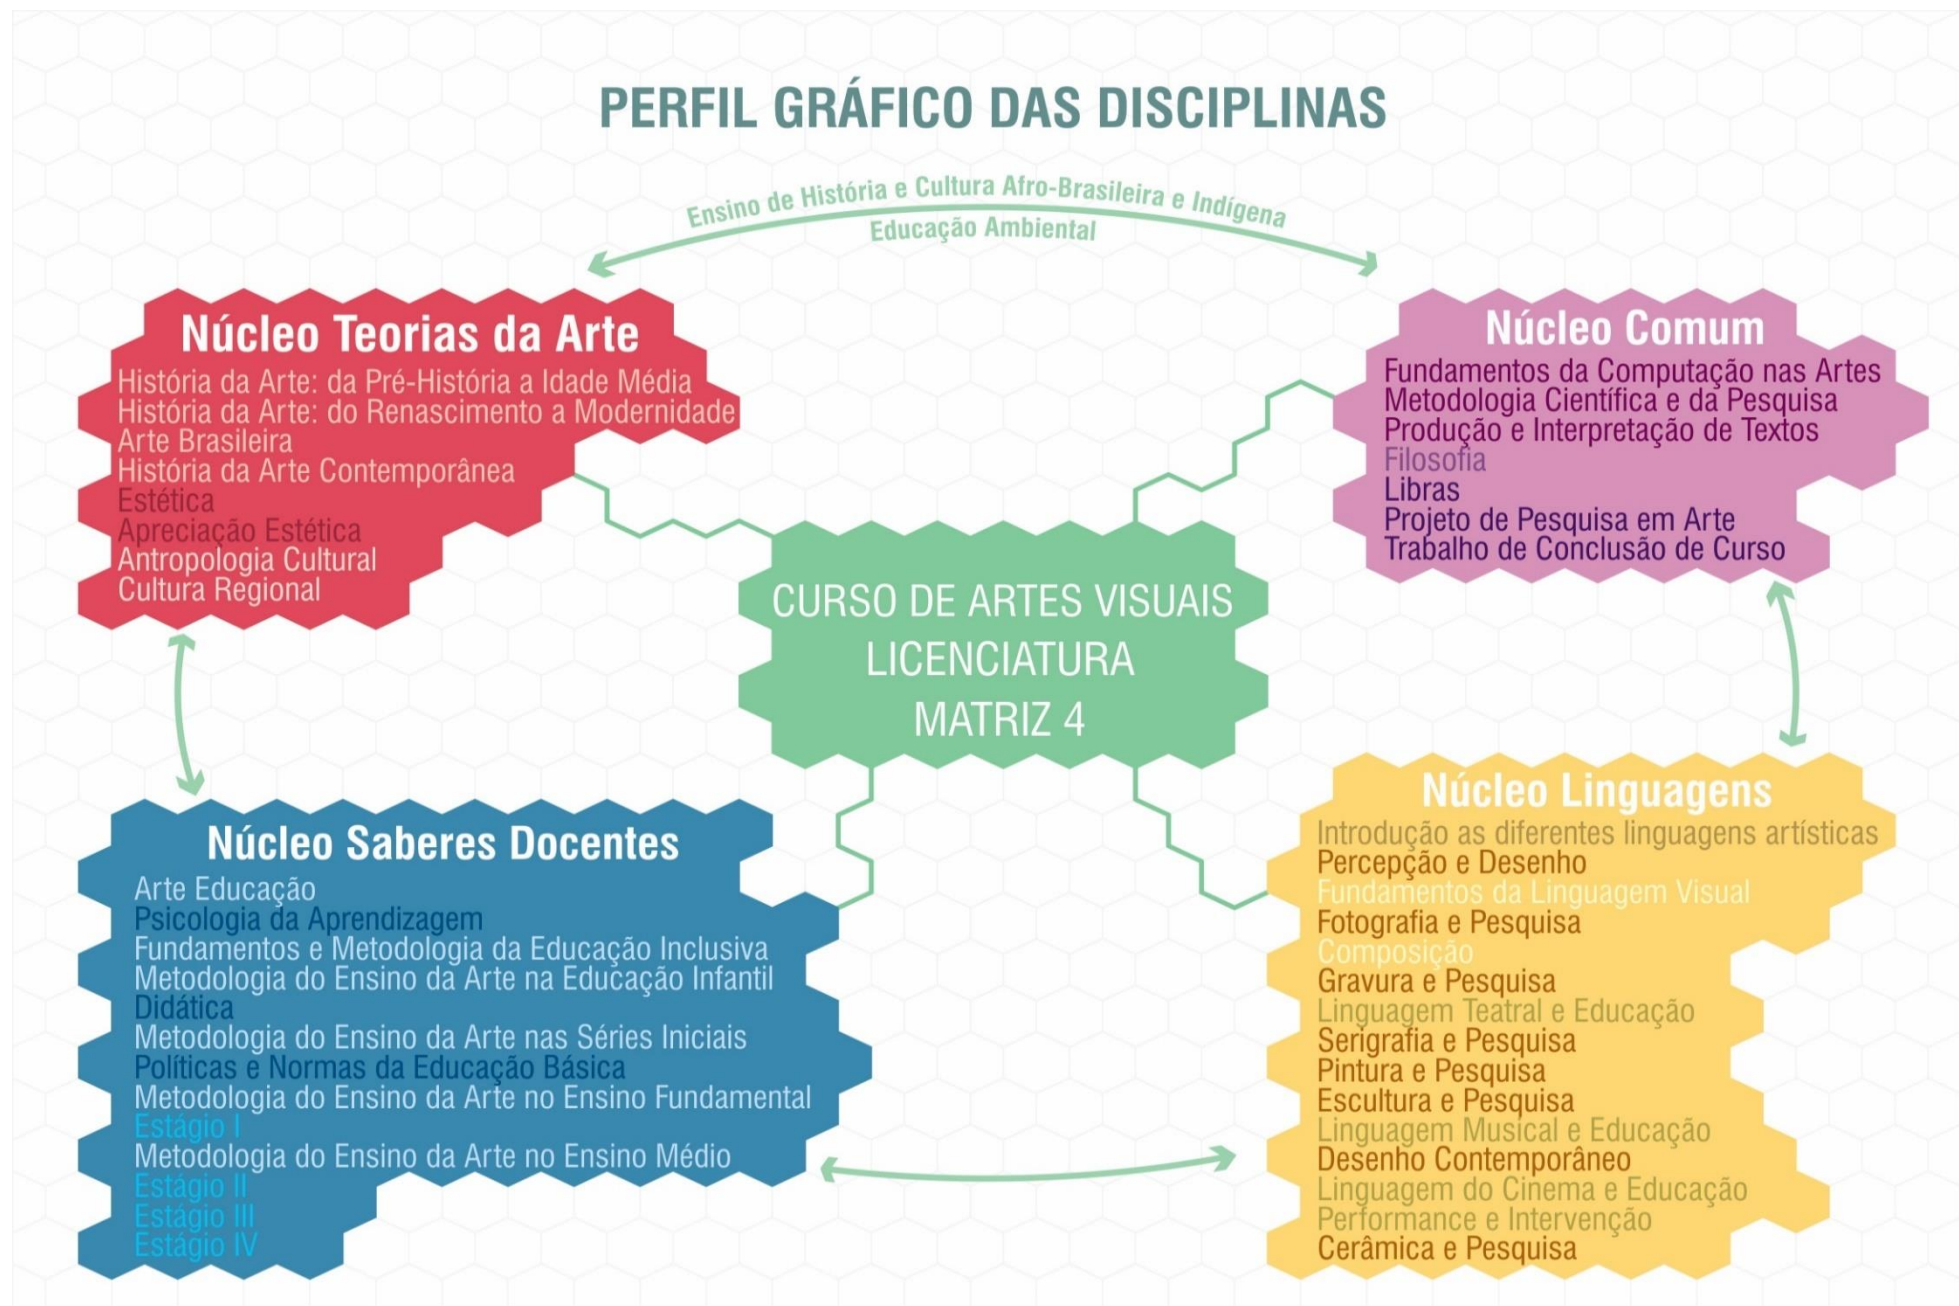 PERFIL GRÁFICO DAS DISCIPLINAS
Ensino de História e Cultura Afro-Brasileira e Indígena
Educação Ambiental
Núcleo Teorias da Arte
História da Arte: da Pré-História a Idade Média
História da Arte: do Renascimento a Modernidade
Arte Brasileira
História da Arte Contemporânea
Estética
Apreciação Estética
Antropologia Cultural
Cultura Regional
Núcleo Comum
Fundamentos da Computação nas Artes
Metodologia Científica e da Pesquisa
Produção e Interpretação de Textos
Filosofia
Libras
Projeto de Pesquisa em Arte
Trabalho de Conclusão de Curso
CURSO DE ARTES VISUAIS
LICENCIATURA
MATRIZ 4
Núcleo Saberes Docentes
Arte Educação
Psicologia da Aprendizagem
Fundamentos e Metodologia da Educação Inclusiva
Metodologia do Ensino da Arte na Educação Infantil
Didática
Metodologia do Ensino da Arte nas Séries Iniciais
Políticas e Normas da Educação Básica
Metodologia do Ensino da Arte no Ensino Fundamental
Estágio I
Metodologia do Ensino da Arte no Ensino Médio
Estágio II
Estágio III
Estágio IV
Núcleo Linguagens
Introdução as diferentes linguagens artísticas
Percepção e Desenho
Fundamentos da Linguagem Visual
Fotografia e Pesquisa
Composição
Gravura e Pesquisa
Linguagem Teatral e Educação
Serigrafia e Pesquisa
Pintura e Pesquisa
Escultura e Pesquisa
Linguagem Musical e Educação
Desenho Contemporâneo
Linguagem do Cinema e Educação
Performance e Intervenção
Cerâmica e Pesquisa